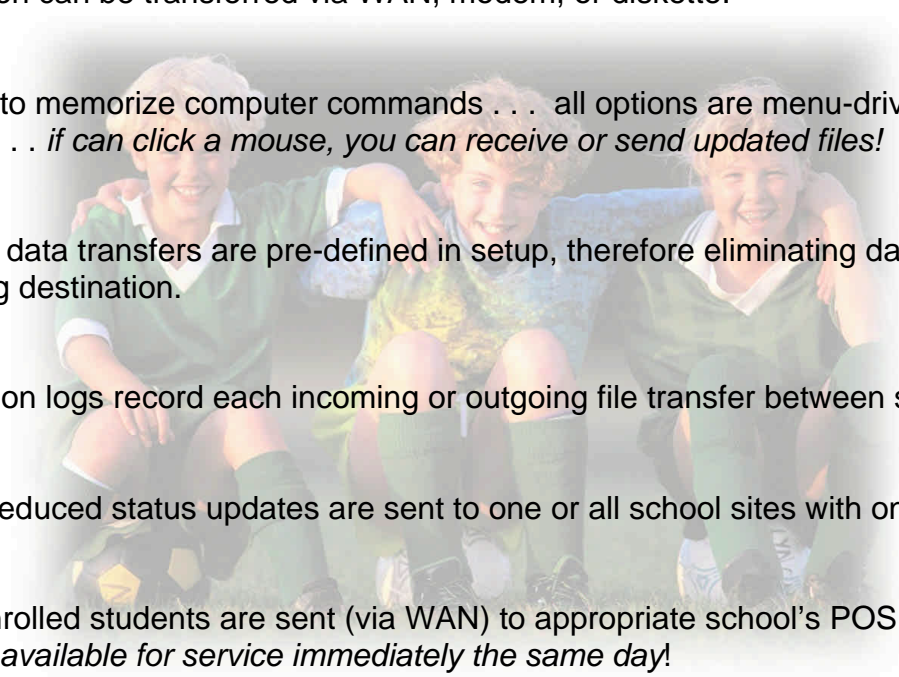 on can be transferred via WAN, modem, or diskette.
to memorize computer commands . . . all options are menu-driv
. . if can click a mouse, you can receive or send updated files!
data transfers are pre-defined in setup, therefore eliminating da
g destination.
on logs record each incoming or outgoing file transfer between s
educed status updates are sent to one or all school sites with on
nrolled students are sent (via WAN) to appropriate school's POS
available for service immediately the same day!